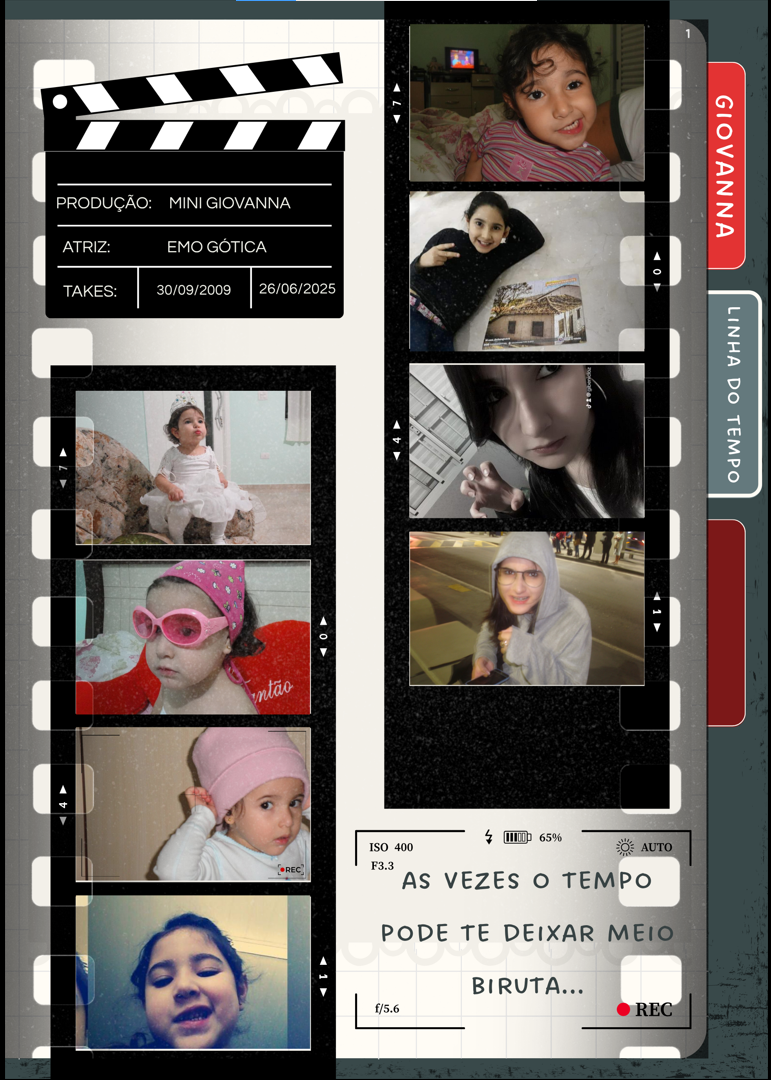 1
GIOVANNA
LINHA DO TEMPO
PRODUÇÃO: MINI GIOVANNA
ATRIZ: EMO GÓTICA
TAKES: 30/09/2009 26/06/2025
7
0
4
1
7
0
4
1
ntão
REC
ISO 400
F3.3
65%
AUTO
AS VEZES O TEMPO
PODE TE DEIXAR MEIO
BIRUTA...
f/5.6
REC